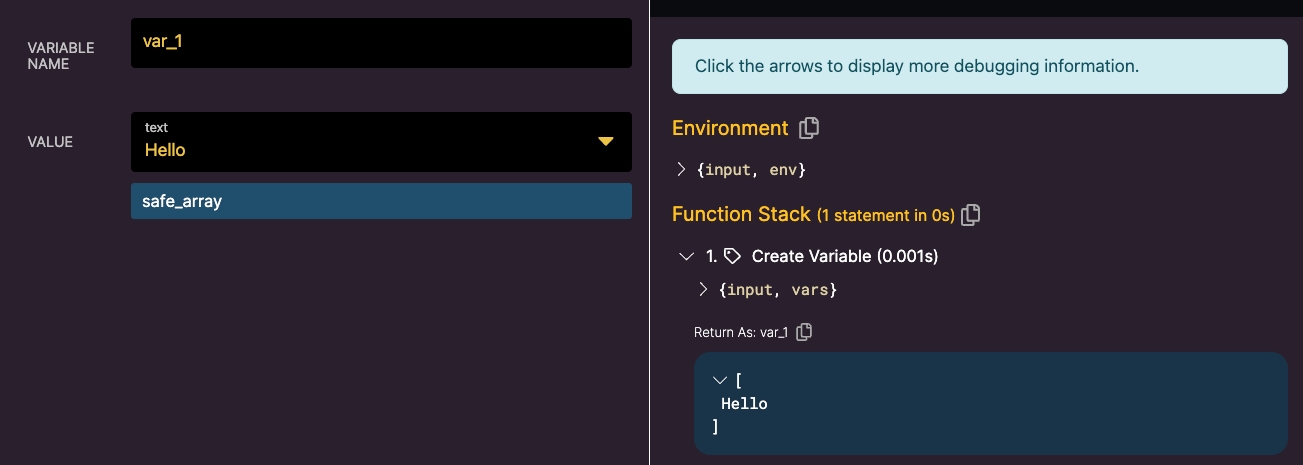 VARIABLE
NAME
var_1
VALUE
text
Hello
safe_array
Click the arrows to display more debugging information.
Environment
{input, env}
Function Stack (1 statement in 0s)
1. Create Variable (0.001s)
{input, vars}
Return As: var_1
[
Hello
]